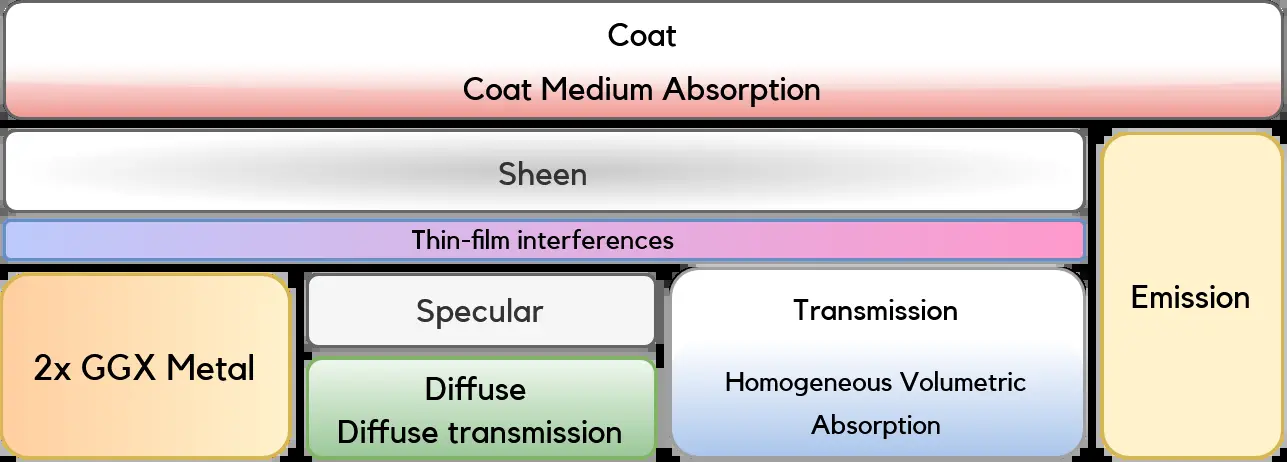 Coat
Coat Medium Absorption
Sheen
Thin-film interferences
2x GGX Metal
Specular
Diffuse
Diffuse transmission
Transmission
Homogeneous Volumetric
Absorption
Emission